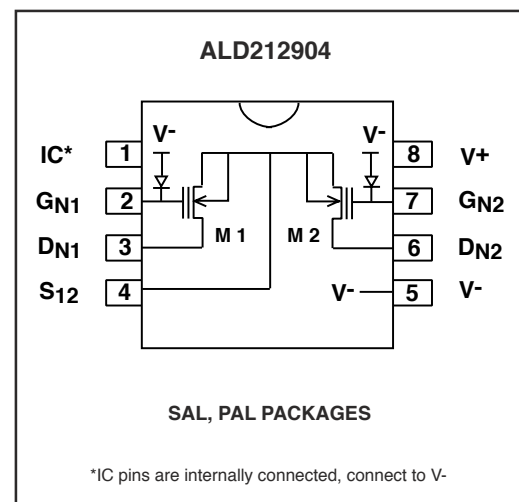 ALD212904
IC* 1 V- V- 8 V+
GN1 2 7 GN2
DN1 3 M 1 M 2 6 DN2
S12 4 V- 5 V-
SAL, PAL PACKAGES
*IC pins are internally connected, connect to V-